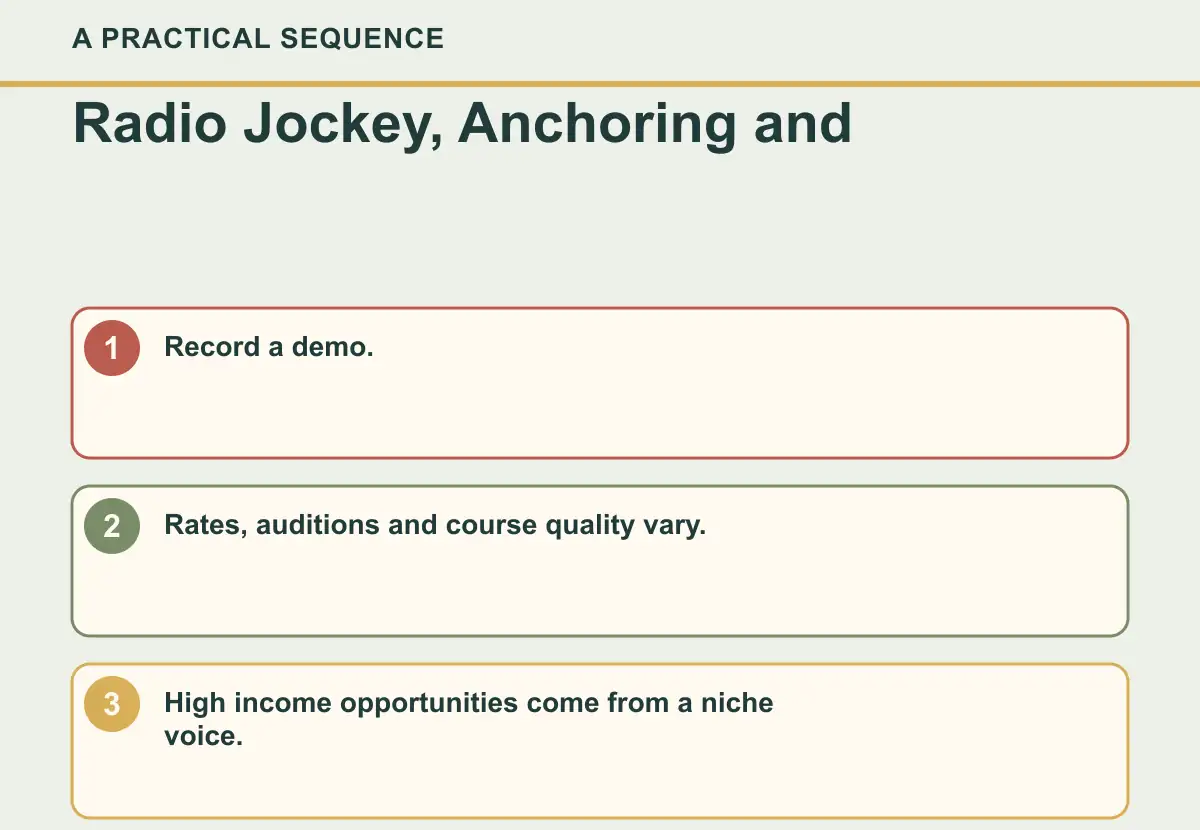 A PRACTICAL SEQUENCE
Radio Jockey, Anchoring and
1
Record a demo.
2
Rates, auditions and course quality vary.
3
High income opportunities come from a niche
voice.